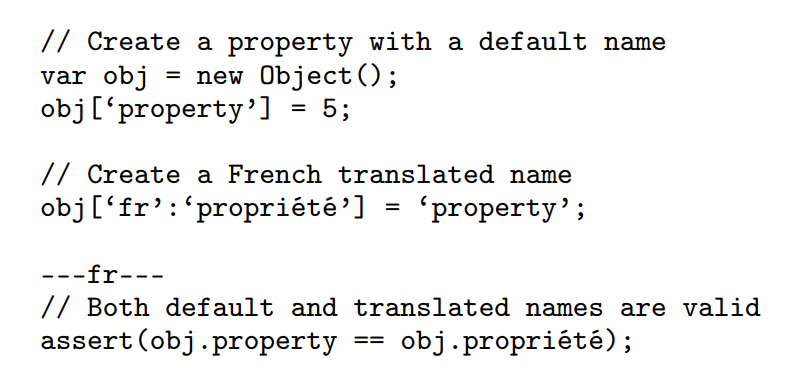 // Create a property with a default name
var obj = new Object();
obj[‘property’] = 5;
// Create a French translated name
obj[‘fr’:‘propriété’] = ‘property’;
---fr---
// Both default and translated names are valid
assert(obj.property == obj.propriété);